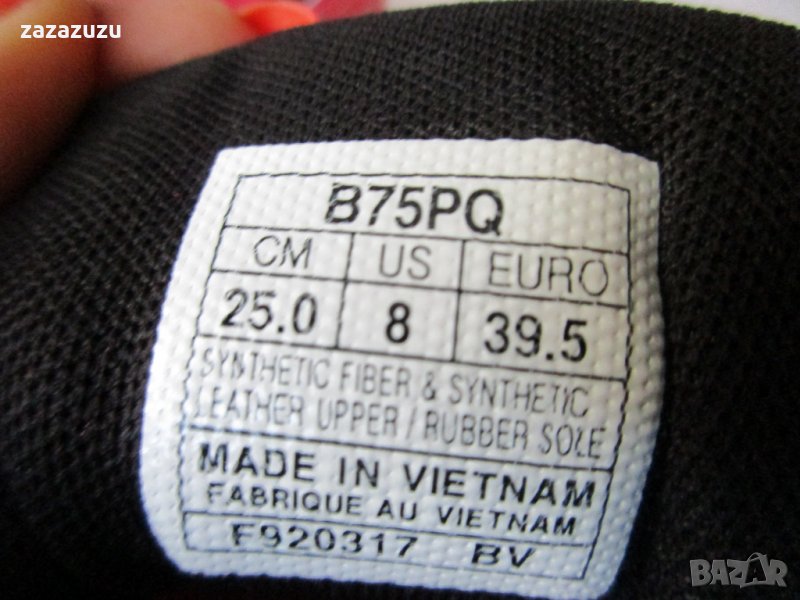 zazazuzu
B75PQ
CM US EURO
25.0 8 39.5
SYNTHETIC FIBER & SYNTHETIC
LEATHER UPPER / RUBBER SOLE
MADE IN VIETNAM
FABRIQUE AU VIETNAM
F920317 BV
BAZAR